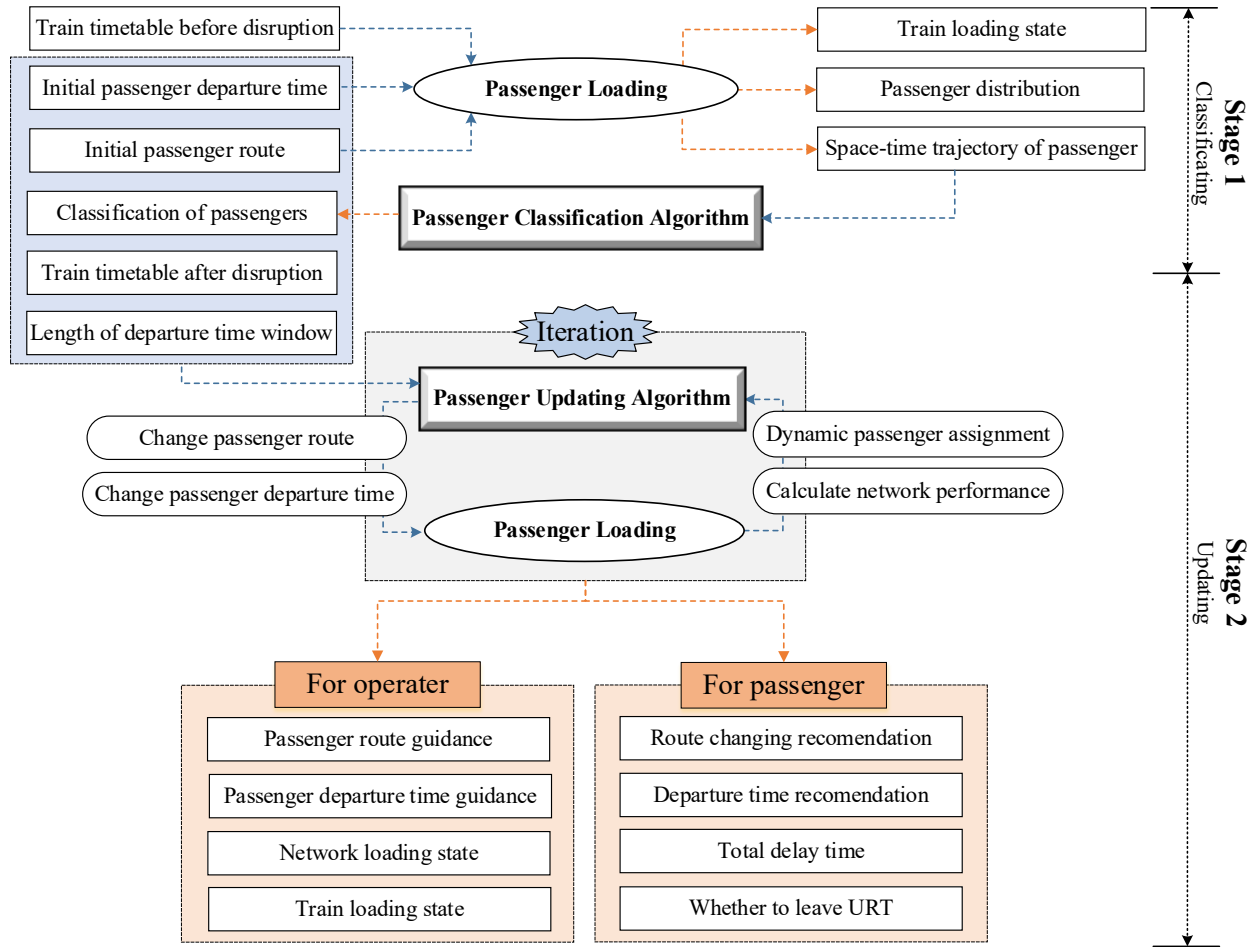 Train timetable before disruption
Initial passenger departure time
Initial passenger route
Classification of passengers
Train timetable after disruption
Length of departure time window
Passenger Loading
Train loading state
Passenger distribution
Space-time trajectory of passenger
Passenger Classification Algorithm
Stage 1
Classificating
Iteration
Passenger Updating Algorithm
Change passenger route
Change passenger departure time
Dynamic passenger assignment
Calculate network performance
Passenger Loading
Stage 2
Updating
For operater
Passenger route guidance
Passenger departure time guidance
Network loading state
Train loading state
For passenger
Route changing recomendation
Departure time recomendation
Total delay time
Whether to leave URT